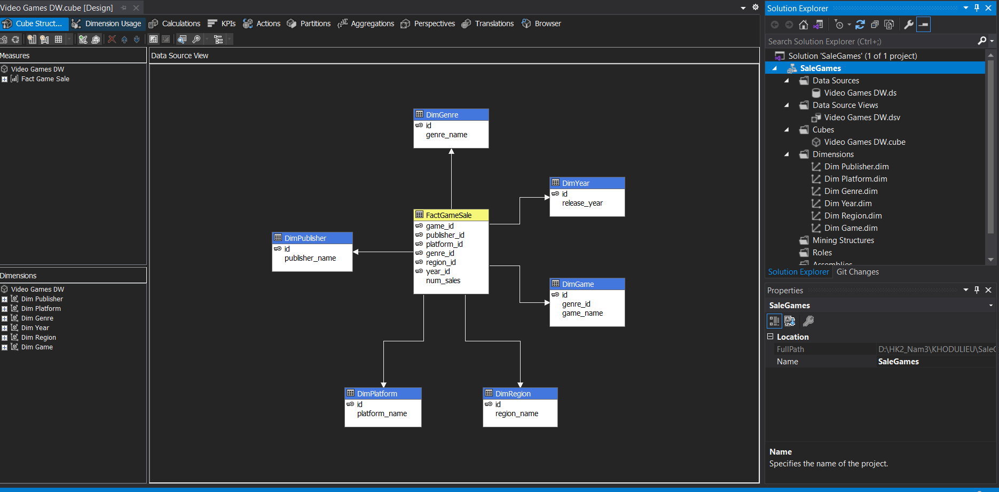 Video Games DW.cube [Design]
Cube Struct...
Dimension Usage
Calculations
KPIs
Actions
Partitions
Aggregations
Perspectives
Translations
Browser
Measures
Video Games DW
Fact Game Sale
Dimensions
Video Games DW
Dim Publisher
Dim Platform
Dim Genre
Dim Year
Dim Region
Dim Game
Data Source View
DimGenre
id
genre_name
DimYear
id
release_year
FactGameSale
game_id
publisher_id
platform_id
genre_id
region_id
year_id
num_sales
DimPublisher
id
publisher_name
DimGame
id
genre_id
game_name
DimPlatform
id
platform_name
DimRegion
id
region_name
Solution Explorer
Search Solution Explorer (Ctrl+;)
Solution 'SaleGames' (1 of 1 project)
SaleGames
Data Sources
Video Games DW.ds
Data Source Views
Video Games DW.dsv
Cubes
Video Games DW.cube
Dimensions
Dim Publisher.dim
Dim Platform.dim
Dim Genre.dim
Dim Year.dim
Dim Region.dim
Dim Game.dim
Mining Structures
Roles
Assemblies
Solution Explorer
Git Changes
Properties
SaleGames
Location
FullPath
D:\HK2_Nam3\KHODULIEU\Sale
Name
SaleGames
Name
Specifies the name of the project.